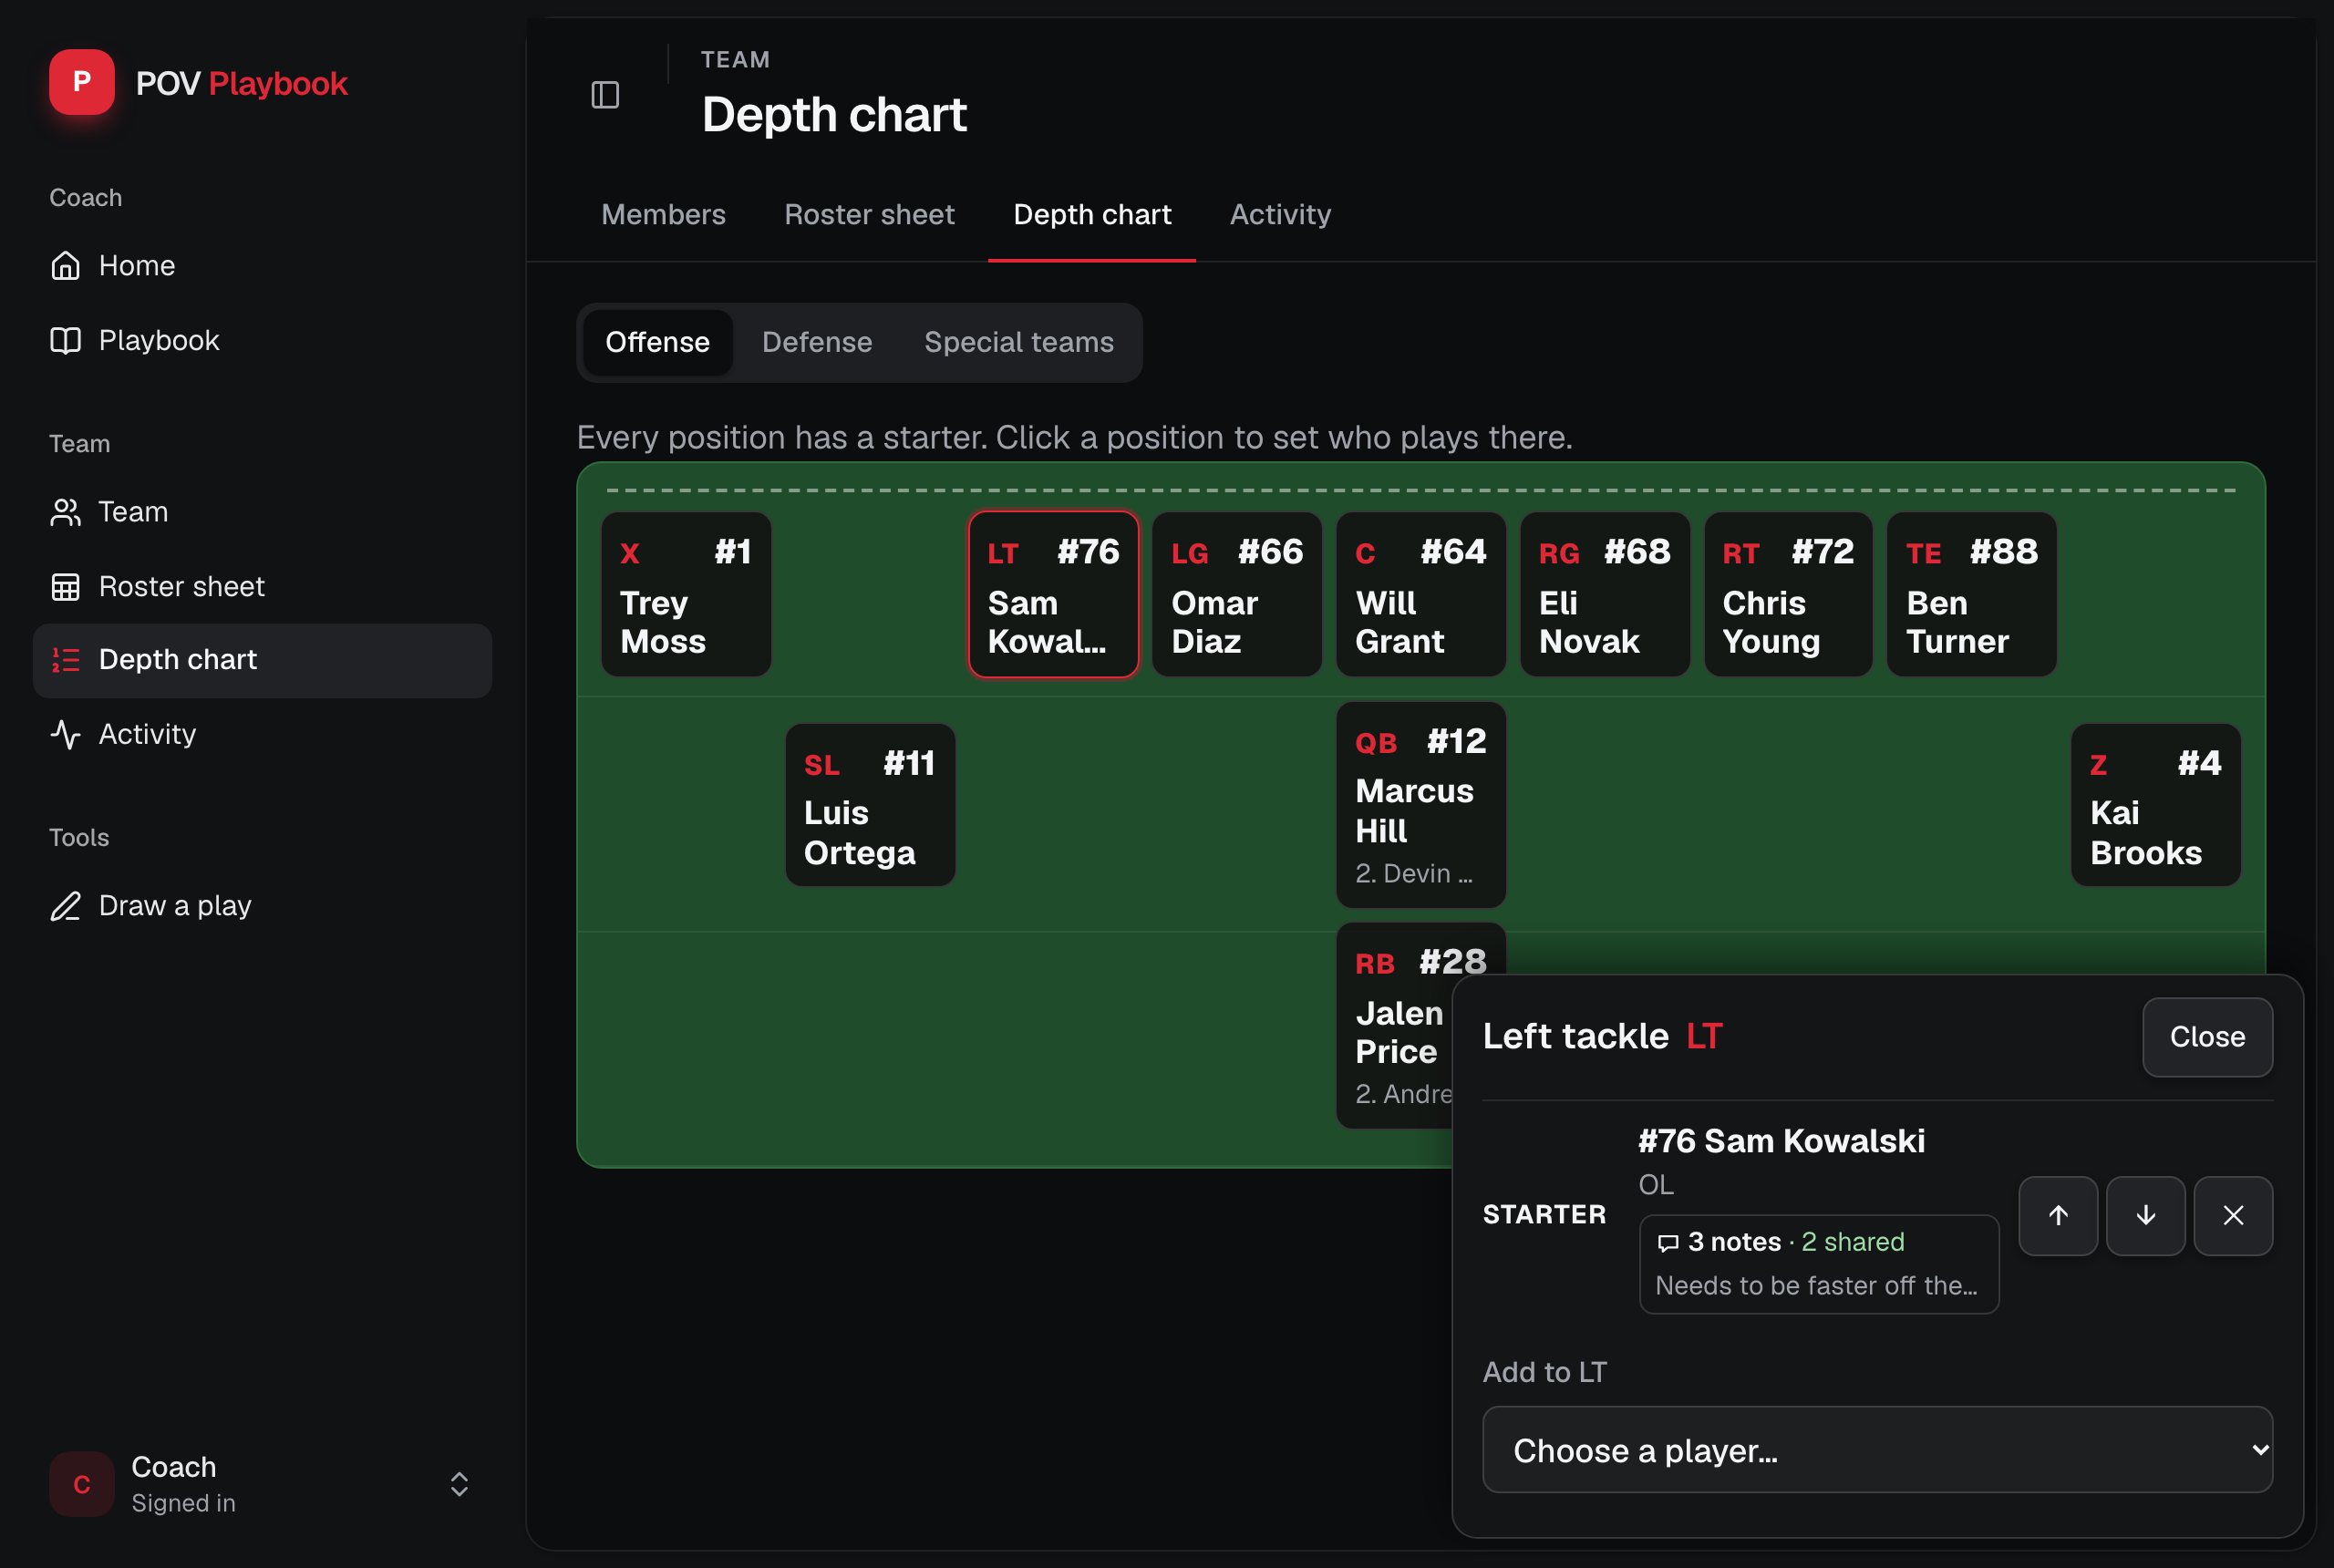 P
POV Playbook
Coach
Home
Playbook
Team
Team
Roster sheet
Depth chart
Activity
Tools
Draw a play
C
Coach
Signed in
TEAM
Depth chart
Members
Roster sheet
Depth chart
Activity
Offense
Defense
Special teams
Every position has a starter. Click a position to set who plays there.
X #1
Trey
Moss
LT #76
Sam
Kowal...
LG #66
Omar
Diaz
C #64
Will
Grant
RG #68
Eli
Novak
RT #72
Chris
Young
TE #88
Ben
Turner
SL #11
Luis
Ortega
QB #12
Marcus
Hill
2. Devin ...
Z #4
Kai
Brooks
RB #28
Jalen
Price
2. Andre
Left tackle LT
Close
STARTER
#76 Sam Kowalski
OL
3 notes · 2 shared
Needs to be faster off the...
Add to LT
Choose a player...